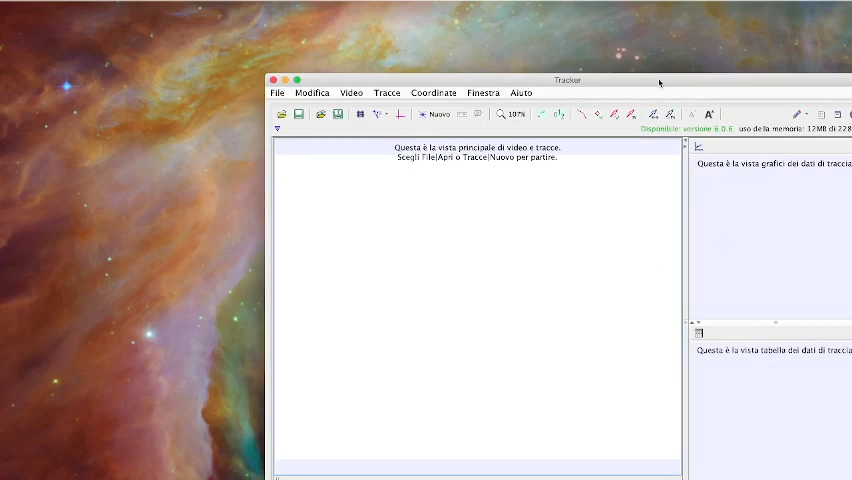 Tracker
File Modifica Video Tracce Coordinate Finestra Aiuto
Nuovo 107% A A
Disponibile: versione 6.0.6 uso della memoria: 12MB di 228
Questa è la vista principale di video e tracce.
Scegli File|Apri o Tracce|Nuovo per partire.
Questa è la vista grafici dei dati di traccia
Questa è la vista tabella dei dati di traccia